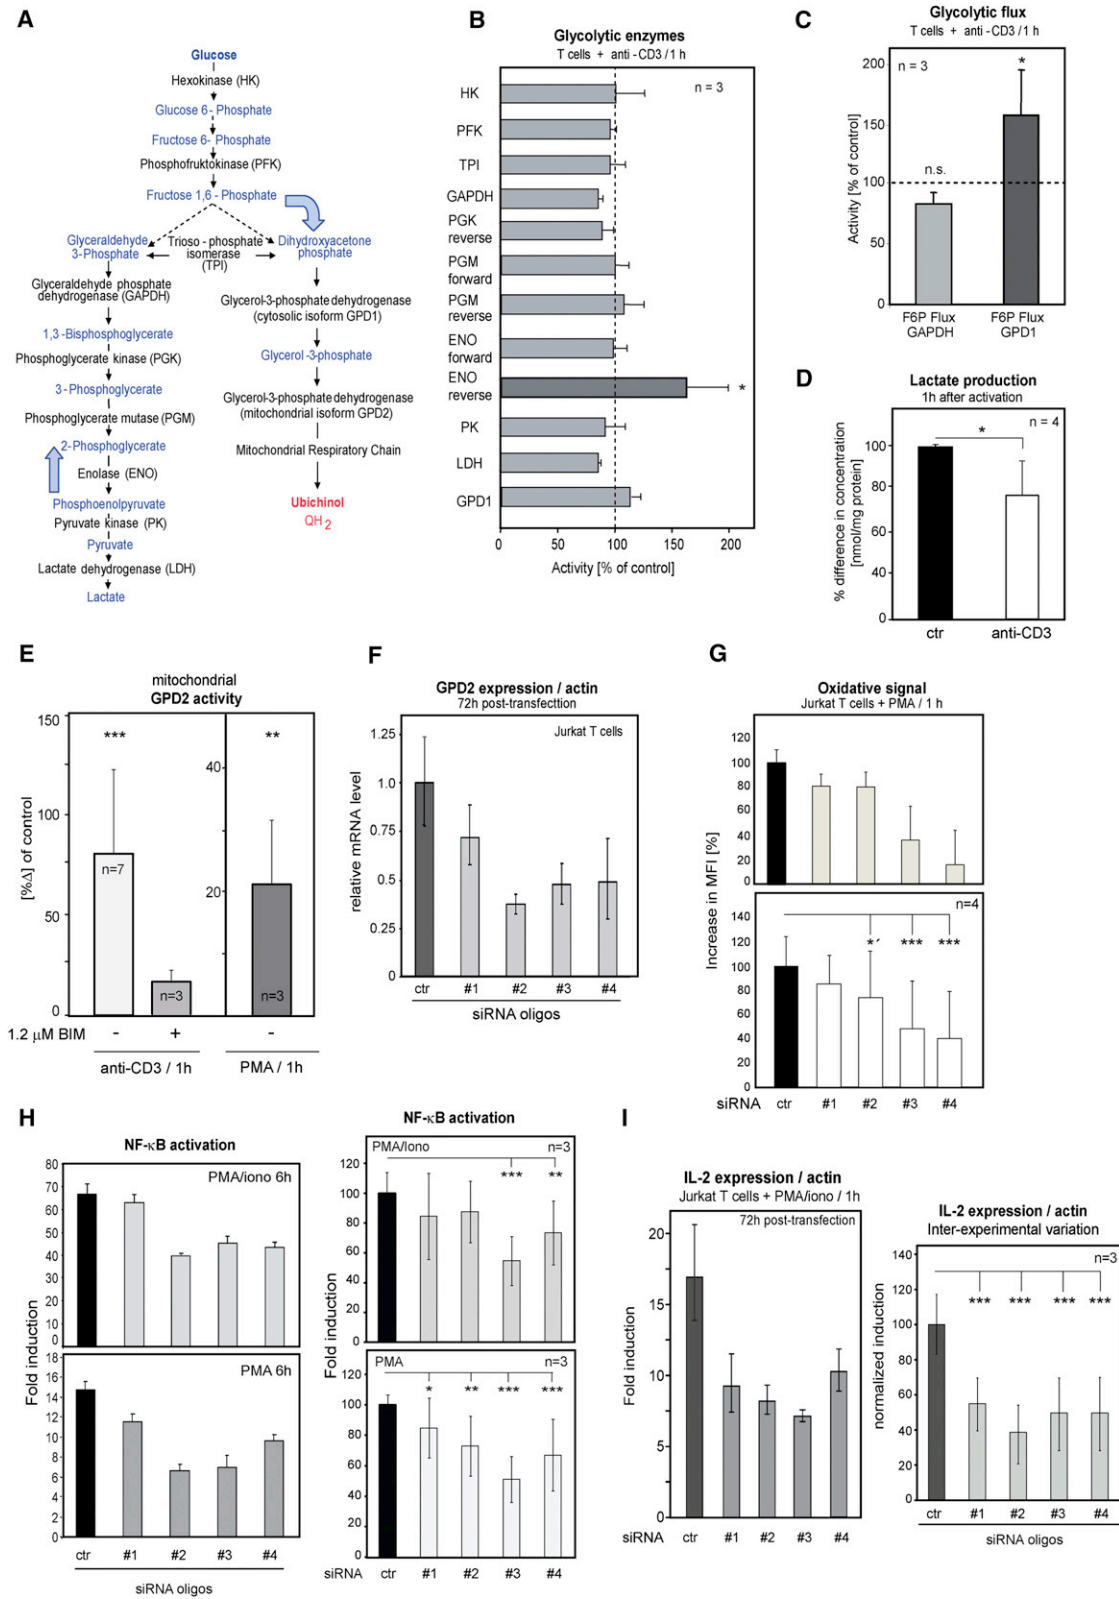 A
Glucose
Hexokinase (HK)
Glucose 6 - Phosphate
Fructose 6- Phosphate
Phosphofruktokinase (PFK)
Fructose 1,6 - Phosphate
Glyceraldehyde
3-Phosphate
Trioso - phosphate
isomerase
(TPI)
Dihydroxyacetone
phosphate
Glyceraldehyde phosphate
dehydrogenase (GAPDH)
Glycerol-3-phosphate dehydrogenase
(cytosolic isoform GPD1)
1,3 -Bisphosphoglycerate
Glycerol -3-phosphate
Phosphoglycerate kinase (PGK)
3 - Phosphoglycerate
Glycerol-3-phosphate dehydrogenase
(mitochondrial isoform GPD2)
Phosphoglycerate mutase (PGM)
2-Phosphoglycerate
Mitochondrial Respiratory Chain
Enolase (ENO)
Phosphoenolpyruvate
Ubichinol
QH 2
Pyruvate kinase (PK)
Pyruvate
Lactate dehydrogenase (LDH)
Lactate
B
Glycolytic enzymes
T cells + anti -CD3 / 1 h
n = 3
HK
PFK
TPI
GAPDH
PGK
reverse
PGM
forward
PGM
reverse
ENO
forward
ENO
reverse
*
PK
LDH
GPD1
0 50 100 150 200
Activity [% of control]
C
Glycolytic flux
T cells + anti -CD3 / 1 h
n = 3
*
n.s.
200
150
100
50
0
Activity [% of control]
F6P Flux
GAPDH
F6P Flux
GPD1
D
Lactate production
1h after activation
n = 4
*
100
80
60
40
0
% difference in concentration
[nmol/mg protein]
ctr anti-CD3
E
mitochondrial
GPD2 activity
150
100
50
0
[%Δ] of control
***
n=7
n=3
**
40
20
n=3
1.2 μM BIM - + -
anti-CD3 / 1h PMA / 1h
F
GPD2 expression / actin
72h post-transfecttion
Jurkat T cells
1.25
1.0
0.75
0.5
0.25
0
relative mRNA level
ctr #1 #2 #3 #4
siRNA oligos
G
Oxidative signal
Jurkat T cells + PMA / 1 h
120
100
80
60
40
20
0
Increase in MFI [%]
n=4
*´ *** ***
140
120
100
80
60
40
20
0
siRNA ctr #1 #2 #3 #4
H
NF-κB activation
PMA/iono 6h
80
70
60
50
40
30
20
10
0
Fold induction
PMA 6h
18
16
14
12
10
8
6
4
2
0
ctr #1 #2 #3 #4
siRNA oligos
NF-κB activation
PMA/Iono n=3
*** **
120
100
80
60
40
20
0
Fold induction
PMA n=3
* ** *** ***
120
100
80
60
40
20
0
siRNA ctr #1 #2 #3 #4
I
IL-2 expression / actin
Jurkat T cells + PMA/iono / 1h
72h post-transfection
20
15
10
5
0
Fold induction
siRNA ctr #1 #2 #3 #4
IL-2 expression / actin
Inter-experimental variation
n=3
*** *** *** ***
140
120
100
80
60
40
20
0
normalized induction
ctr #1 #2 #3 #4
siRNA oligos